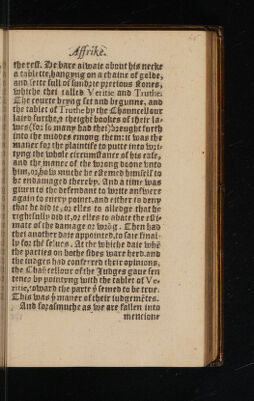 Affrike.
the rest. He bare alwaie about his necke
a tablette, hangyng on a chaine of golde,
and sette full of sundrie precious stones,
whiche thei called Veritie and Truthe.
The courte beyng set and begunne, and
the tablet of Truthe by the Chauncellour
laied furthe, & theight bookes of their la-
wes (for so many had thei) brought furth
into the middes emong them: it was the
maner for the plaintife to putte into wri-
tyng the whole circumstance of his case,
and the maner of the wrong doone vnto
him, or how muche he estemed himself to
be endamaged thereby. And a time was
giuen to the defendant to write answere
again to euery poinct, and either to deny
that he did it, or elles to alledge that he
rightfully did it, or elles to abate the esti-
mate of the damage or wrõg. Then had
thei another daie appointed, to saie final-
ly for thẽ selues. At the whiche daie whẽ
the parties on bothe sides ware herd, and
the iudges had conferred their opinions,
the Chaũcellour of the Judges gaue sen
tence by pointyng with the tablet of Ve-
ritie, toward the parte ẙ semed to be true.
This was ẙ maner of their iudgemẽtes.
And forasmuche as we are fallen into
mencione